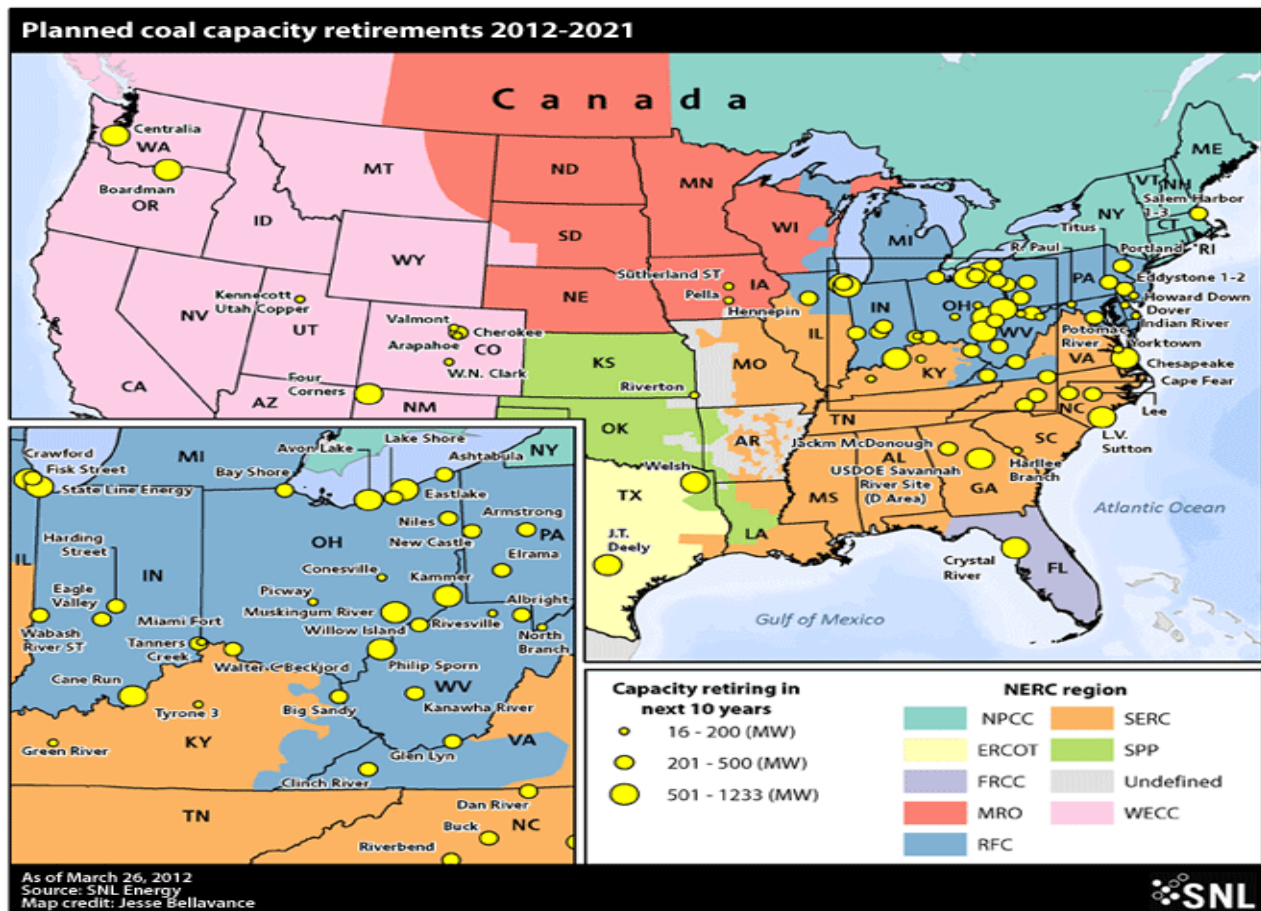 Planned coal capacity retirements 2012-2021
Canada
Centralia
WA
Boardman
OR
MT
ID
WY
NV
Kennecott
Utah Copper
UT
Valmont
Cherokee
Arapahoe
CO
W.N. Clark
CA
Four
Corners
AZ
NM
ND
SD
NE
MN
WI
MI
Sutherland ST
Pella
IA
Hennepin
IL
IN
OH
KS
MO
Riverton
OK
AR
Welsh
TX
J.T.
Deely
LA
KY
TN
WV
VA
NC
SC
MS
AL
GA
FL
Jackm McDonough
USDOE Savannah
River Site
(D Area)
Harllee
Branch
Crystal
River
ME
VT
NH
Salem Harbor
1-3
NY
CT
RI
Titus
R. Paul
Portland
PA
Eddystone 1-2
Howard Down
Dover
Indian River
Potomac
River
Yorktown
Chesapeake
Cape Fear
Lee
L.V.
Sutton
Atlantic Ocean
Gulf of Mexico
Crawford
Fisk Street
State Line Energy
MI
Bay Shore
Avon Lake
Lake Shore
Ashtabula
NY
Eastlake
Niles
New Castle
Armstrong
PA
Elrama
Harding
Street
IL
IN
OH
Conesville
Kammer
Eagle
Valley
Picway
Muskingum River
Albright
Miami Fort
Willow Island
Rivesville
Wabash
River ST
Tanners
Creek
North
Branch
Walter C Beckjord
Philip Sporn
Cane Run
WV
Tyrone 3
Big Sandy
Kanawha River
Green River
KY
Glen Lyn
VA
Clinch River
Dan River
TN
Buck
NC
Riverbend
Capacity retiring in
next 10 years
16 - 200 (MW)
201 - 500 (MW)
501 - 1233 (MW)
NERC region
NPCC
SERC
ERCOT
SPP
FRCC
Undefined
MRO
WECC
RFC
As of March 26, 2012
Source: SNL Energy
Map credit: Jesse Bellavance
SNL